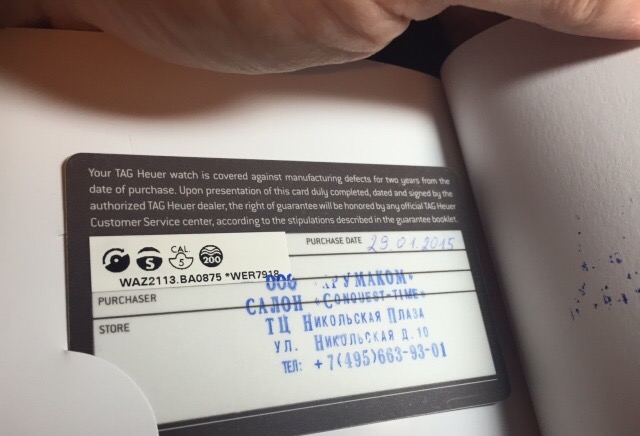 Your TAG Heuer watch is covered against manufacturing defects for two years from the
date of purchase. Upon presentation of this card duly completed, dated and signed by the
authorized TAG Heuer dealer, the right of guarantee will be honored by any official TAG Heuer
Customer Service center, according to the stipulations described in the guarantee booklet.
PURCHASE DATE 29.01.2015
S CAL. 5 200
WAZ2113.BA0875 *WER7918
ООО
PURCHASER
САЛОН «CONQUEST-TIME»
STORE
ТЦ НИКОЛЬСКАЯ ПЛАЗА
УЛ. НИКОЛЬСКАЯ Д. 10
ТЕЛ: +7(495)663-93-01